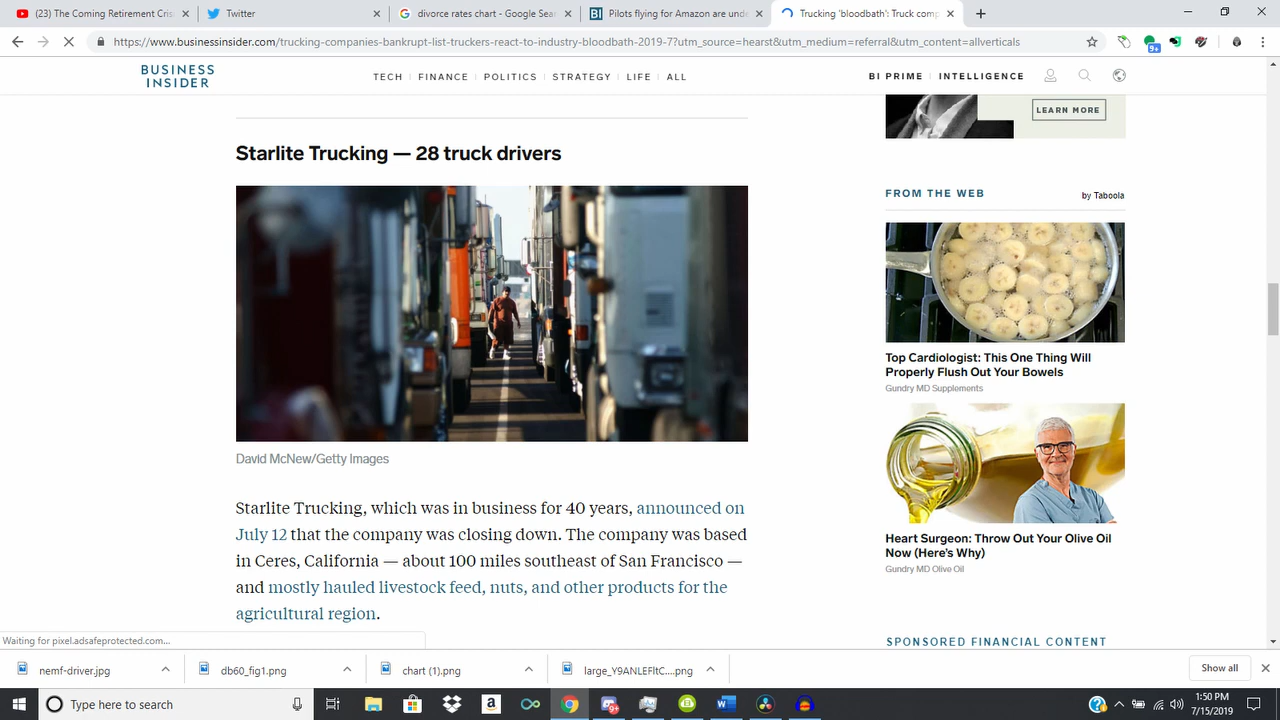 (23) The Coming Retirement Cris
Twitter
divorce rates chart - Google Sear
Pilots flying for Amazon are unde
Trucking 'bloodbath': Truck comp
https://www.businessinsider.com/trucking-companies-bankrupt-list-truckers-react-to-industry-bloodbath-2019-7?utm_source=hearst&utm_medium=referral&utm_content=allverticals
9+
BUSINESS
INSIDER
TECH | FINANCE | POLITICS | STRATEGY | LIFE | ALL
BI PRIME | INTELLIGENCE
LEARN MORE
Starlite Trucking — 28 truck drivers
David McNew/Getty Images
Starlite Trucking, which was in business for 40 years, announced on
July 12 that the company was closing down. The company was based
in Ceres, California — about 100 miles southeast of San Francisco —
and mostly hauled livestock feed, nuts, and other products for the
agricultural region.
FROM THE WEB
by Taboola
Top Cardiologist: This One Thing Will
Properly Flush Out Your Bowels
Gundry MD Supplements
Heart Surgeon: Throw Out Your Olive Oil
Now (Here's Why)
Gundry MD Olive Oil
SPONSORED FINANCIAL CONTENT
Waiting for pixel.adsafeprotected.com...
nemf-driver.jpg
db60_fig1.png
chart (1).png
large_Y9ANLEFltC....png
Show all
Type here to search
1:50 PM
7/15/2019